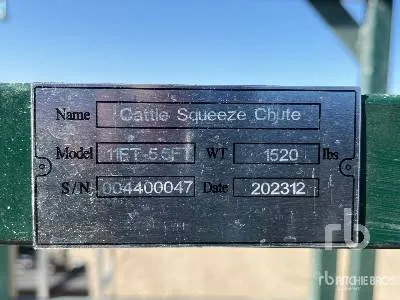 Name Cattle Squeeze Chute
Model 11FT-5.5FT WT 1520 lbs
S/N 004400047 Date 202312
rb
RITCHIE BROS